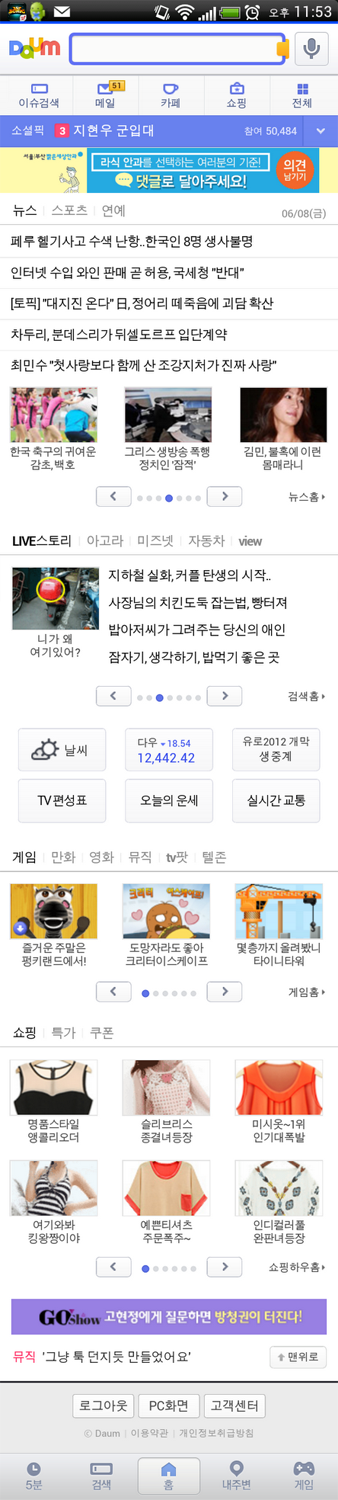 오후 11:53
Daum
이슈검색
메일
51
카페
쇼핑
전체
소셜픽 3 지현우 군입대 참여 50,484
서울/부산 밝은세상안과
라식 안과를 선택하는 여러분의 기준!
댓글로 달아주세요!
의견
남기기
뉴스 스포츠 연예 06/08(금)
페루 헬기사고 수색 난항..한국인 8명 생사불명
인터넷 수입 와인 판매 곧 허용, 국세청 "반대"
[토픽] "대지진 온다" 日, 정어리 떼죽음에 괴담 확산
차두리, 분데스리가 뒤셀도르프 입단계약
최민수 "첫사랑보다 함께 산 조강지처가 진짜 사랑"
한국 축구의 귀여운
감초, 백호
그리스 생방송 폭행
정치인 '잠적'
김민, 불혹에 이런
몸매라니
뉴스홈
LIVE스토리 아고라 미즈넷 자동차 view
니가 왜
여기있어?
지하철 실화, 커플 탄생의 시작..
사장님의 치킨도둑 잡는법, 빵터져
밥아저씨가 그려주는 당신의 애인
잠자기, 생각하기, 밥먹기 좋은 곳
검색홈
날씨
다우 18.54
12,442.42
유로2012 개막
생중계
TV편성표
오늘의 운세
실시간 교통
게임 만화 영화 뮤직 tv팟 텔존
즐거운 주말은
펑키랜드에서!
도망자라도 좋아
크리터이스케이프
몇층까지 올려봤니
타이니타워
게임홈
쇼핑 특가 쿠폰
명품스타일
앵콜리오더
슬리브리스
종결녀등장
미시옷~1위
인기대폭발
여기와봐
킹왕짱이야
예쁜티셔츠
주문폭주~
인디컬러풀
완판녀등장
쇼핑하우홈
GO Show 고현정에게 질문하면 방청권이 터진다!
뮤직 '그냥 툭 던지듯 만들었어요'
맨위로
로그아웃
PC화면
고객센터
© Daum 이용약관 개인정보취급방침
5분
검색
홈
내주변
게임